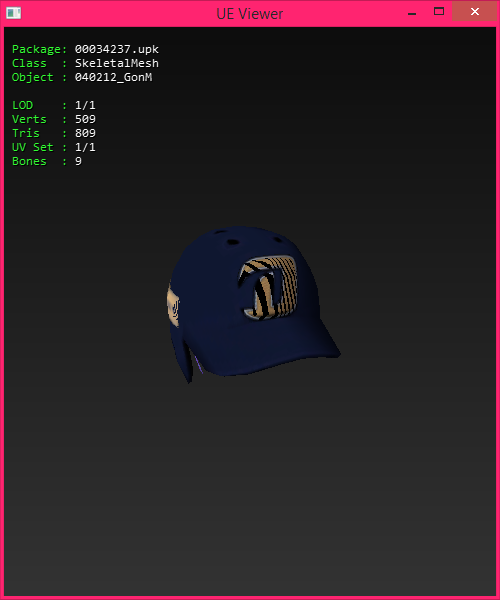 UE Viewer
Package: 00034237.upk
Class : SkeletalMesh
Object : 040212_GonM
LOD : 1/1
Verts : 509
Tris : 809
UV Set : 1/1
Bones : 9